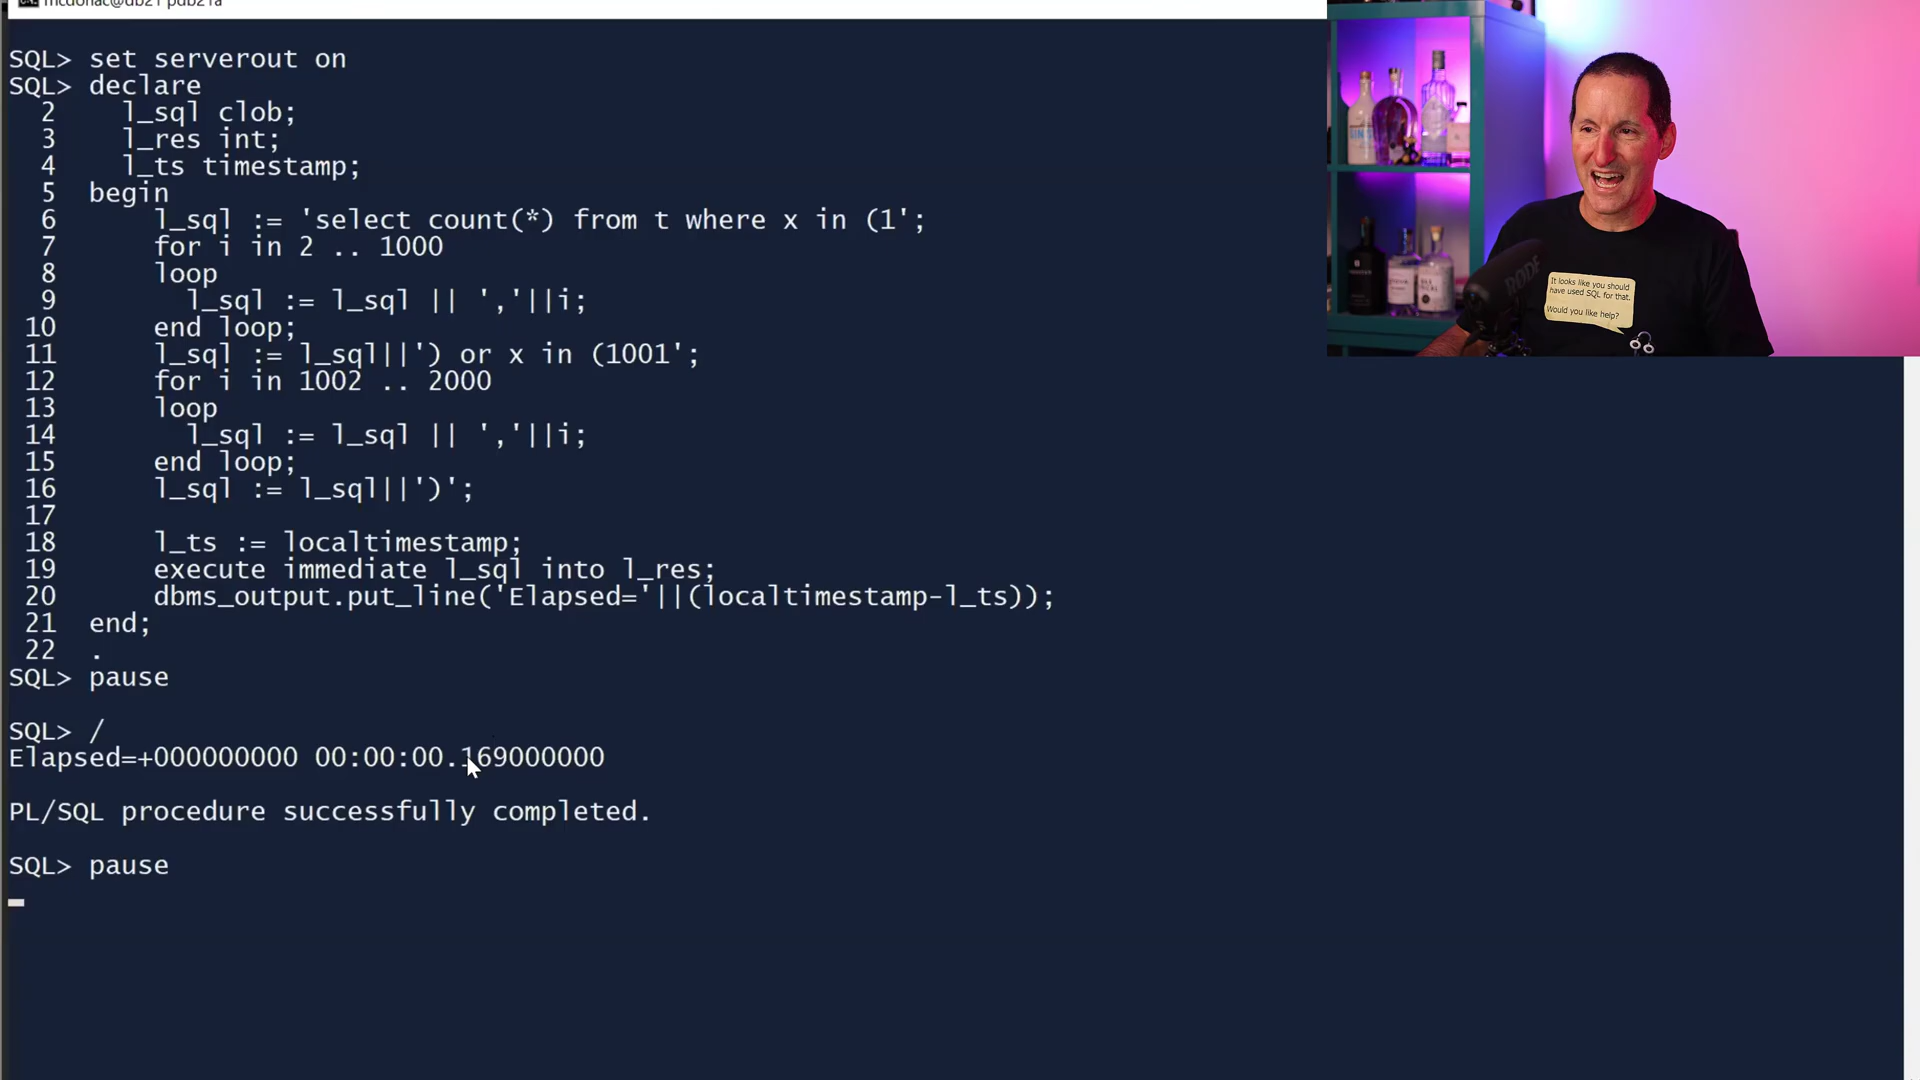 mcdonac@db21 pdb21a
SQL> set serverout on
SQL> declare
2 l_sql clob;
3 l_res int;
4 l_ts timestamp;
5 begin
6 l_sql := 'select count(*) from t where x in (1';
7 for i in 2 .. 1000
8 loop
9 l_sql := l_sql || ','||i;
10 end loop;
11 l_sql := l_sql||') or x in (1001';
12 for i in 1002 .. 2000
13 loop
14 l_sql := l_sql || ','||i;
15 end loop;
16 l_sql := l_sql||')';
17
18 l_ts := localtimestamp;
19 execute immediate l_sql into l_res;
20 dbms_output.put_line('Elapsed='||(localtimestamp-l_ts));
21 end;
22 .
SQL> pause
SQL> /
Elapsed=+000000000 00:00:00.169000000
PL/SQL procedure successfully completed.
SQL> pause
RODE
It looks like you should
have used SQL for that.
Would you like help?